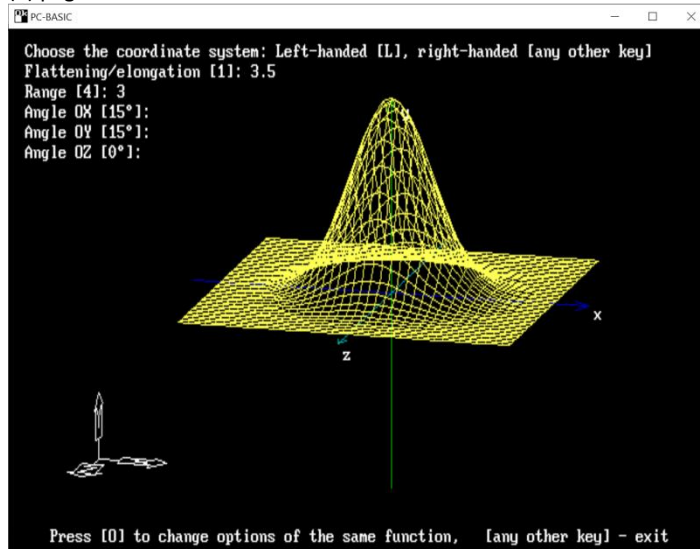 PC-BASIC
Choose the coordinate system: Left-handed [L], right-handed [any other key]
Flattening/elongation [1]: 3.5
Range [4]: 3
Angle OX [15°]:
Angle OY [15°]:
Angle OZ [0°]:
y
x
z
Press [O] to change options of the same function, [any other key] - exit